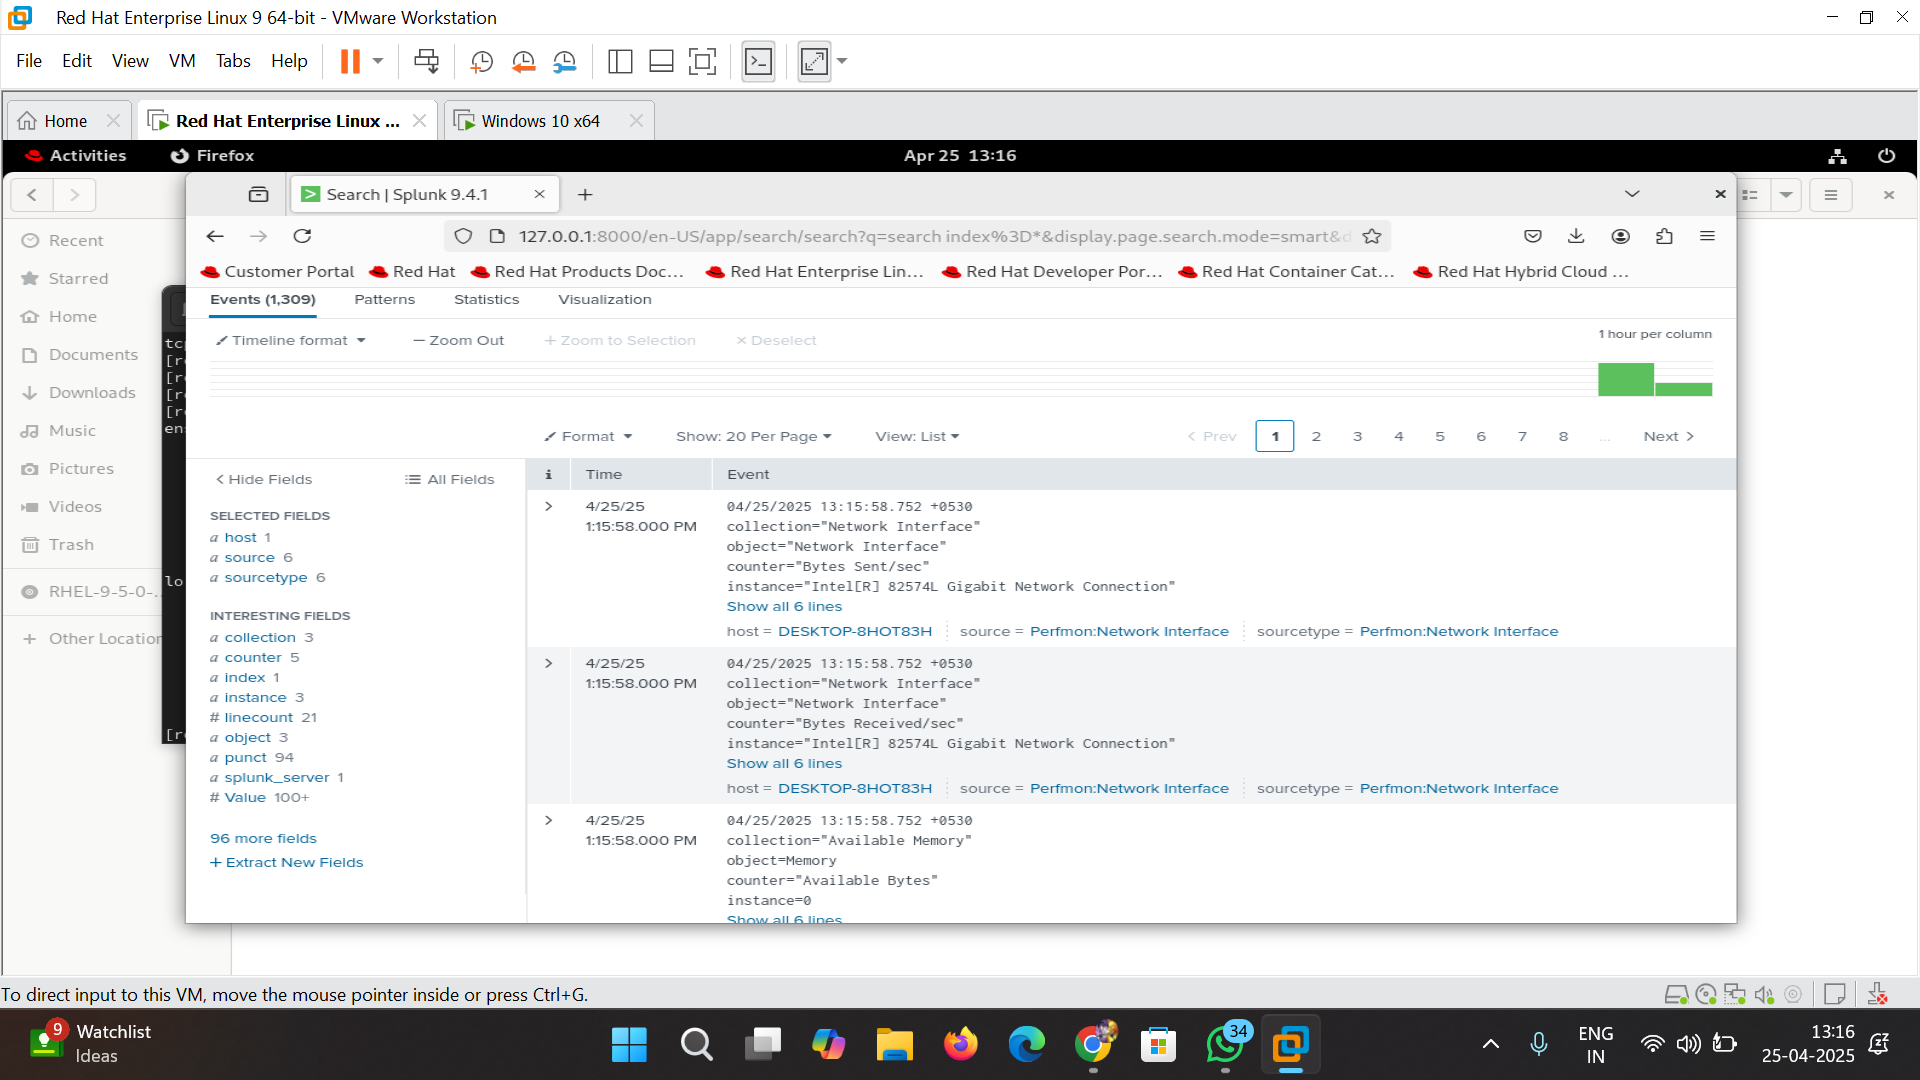 Red Hat Enterprise Linux 9 64-bit - VMware Workstation
File Edit View VM Tabs Help
Home
Red Hat Enterprise Linux ...
Windows 10 x64
Activities Firefox Apr 25 13:16
Search | Splunk 9.4.1
127.0.0.1:8000/en-US/app/search/search?q=search index%3D*&display.page.search.mode=smart&d
Customer Portal Red Hat Red Hat Products Doc... Red Hat Enterprise Lin... Red Hat Developer Por... Red Hat Container Cat... Red Hat Hybrid Cloud ...
Recent
Starred
Home
Documents
Downloads
Music
Pictures
Videos
Trash
RHEL-9-5-0-...
Other Location
tcp
[re
[re
[re
[re
en
lo
[re
Events (1,309) Patterns Statistics Visualization
Timeline format — Zoom Out + Zoom to Selection × Deselect 1 hour per column
Format Show: 20 Per Page View: List < Prev 1 2 3 4 5 6 7 8 ... Next >
< Hide Fields All Fields
SELECTED FIELDS
a host 1
a source 6
a sourcetype 6
INTERESTING FIELDS
a collection 3
a counter 5
a index 1
a instance 3
# linecount 21
a object 3
a punct 94
a splunk_server 1
# Value 100+
96 more fields
+ Extract New Fields
i Time Event
4/25/25
1:15:58.000 PM
04/25/2025 13:15:58.752 +0530
collection="Network Interface"
object="Network Interface"
counter="Bytes Sent/sec"
instance="Intel[R] 82574L Gigabit Network Connection"
Show all 6 lines
host = DESKTOP-8HOT83H source = Perfmon:Network Interface sourcetype = Perfmon:Network Interface
4/25/25
1:15:58.000 PM
04/25/2025 13:15:58.752 +0530
collection="Network Interface"
object="Network Interface"
counter="Bytes Received/sec"
instance="Intel[R] 82574L Gigabit Network Connection"
Show all 6 lines
host = DESKTOP-8HOT83H source = Perfmon:Network Interface sourcetype = Perfmon:Network Interface
4/25/25
1:15:58.000 PM
04/25/2025 13:15:58.752 +0530
collection="Available Memory"
object=Memory
counter="Available Bytes"
instance=0
Show all 6 lines
To direct input to this VM, move the mouse pointer inside or press Ctrl+G.
9
Watchlist
Ideas
34
ENG
IN
13:16
25-04-2025